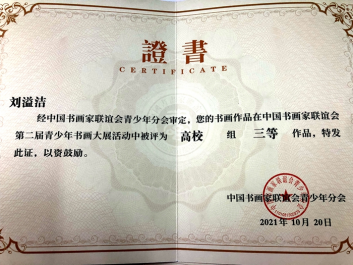 證書
CERTIFICATE
刘溢洁
经中国书画家联谊会青少年分会审定，您的书画作品在中国书画家联谊会
第二届青少年书画大展活动中被评为 高校 组 三等 作品，特发
此证，以资鼓励。
中国书画家联谊会青少年分会
2021年 10月 20日